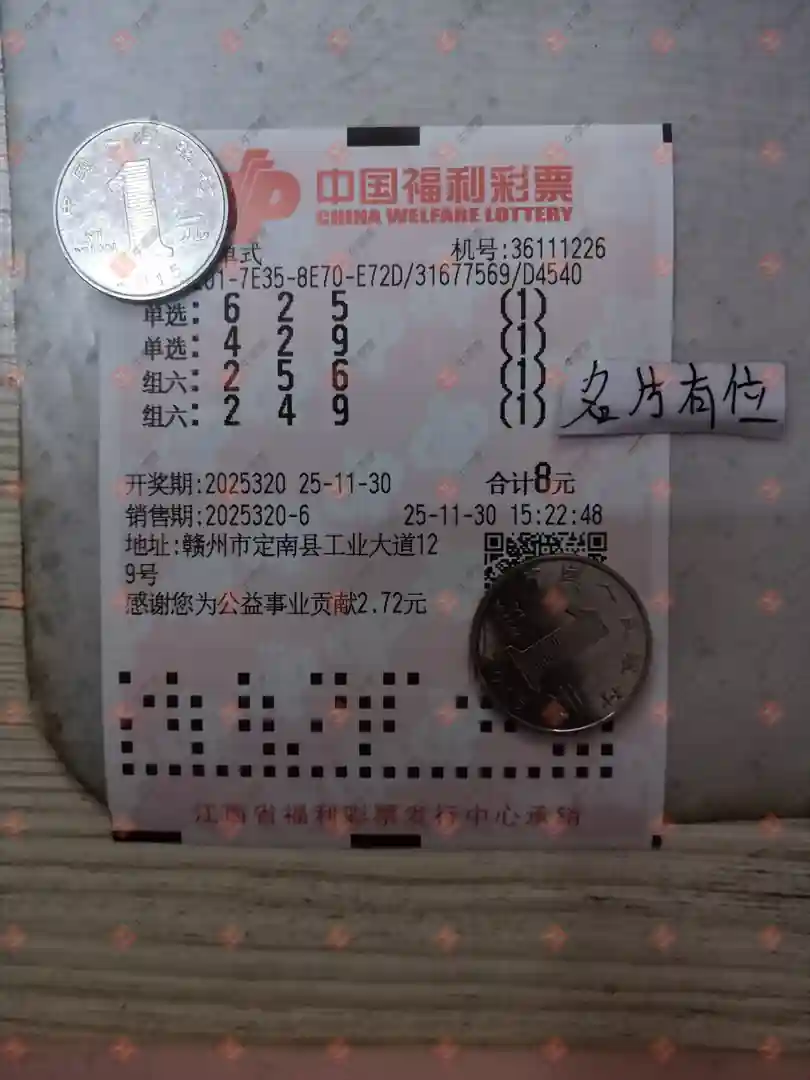 中国福利彩票
CHINA WELFARE LOTTERY
单式 机号:36111226
01-7E35-8E70-E72D/31677569/D4540
单选: 6 2 5 (1)
单选: 4 2 9 (1)
组六: 2 5 6 (1)
组六: 2 4 9 (1)
名片有位
开奖期:2025320 25-11-30 合计8元
销售期:2025320-6 25-11-30 15:22:48
地址:赣州市定南县工业大道12
9号
感谢您为公益事业贡献2.72元
江西省福利彩票发行中心承销